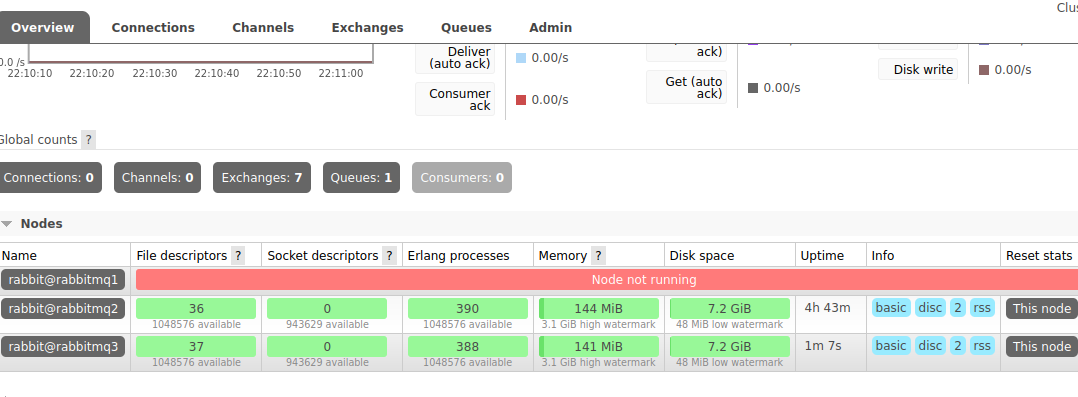 Clus
Overview Connections Channels Exchanges Queues Admin
0.0 /s
22:10:10 22:10:20 22:10:30 22:10:40 22:10:50 22:11:00
Deliver (auto ack) 0.00/s
Consumer ack 0.00/s
ack)
Get (auto ack) 0.00/s
Disk write 0.00/s
Global counts ?
Connections: 0 Channels: 0 Exchanges: 7 Queues: 1 Consumers: 0
Nodes
Name File descriptors ? Socket descriptors ? Erlang processes Memory ? Disk space Uptime Info Reset stats
rabbit@rabbitmq1 Node not running
rabbit@rabbitmq2 36 0 390 144 MiB 7.2 GiB 4h 43m basic disc 2 rss This node
1048576 available 943629 available 1048576 available 3.1 GiB high watermark 48 MiB low watermark
rabbit@rabbitmq3 37 0 388 141 MiB 7.2 GiB 1m 7s basic disc 2 rss This node
1048576 available 943629 available 1048576 available 3.1 GiB high watermark 48 MiB low watermark